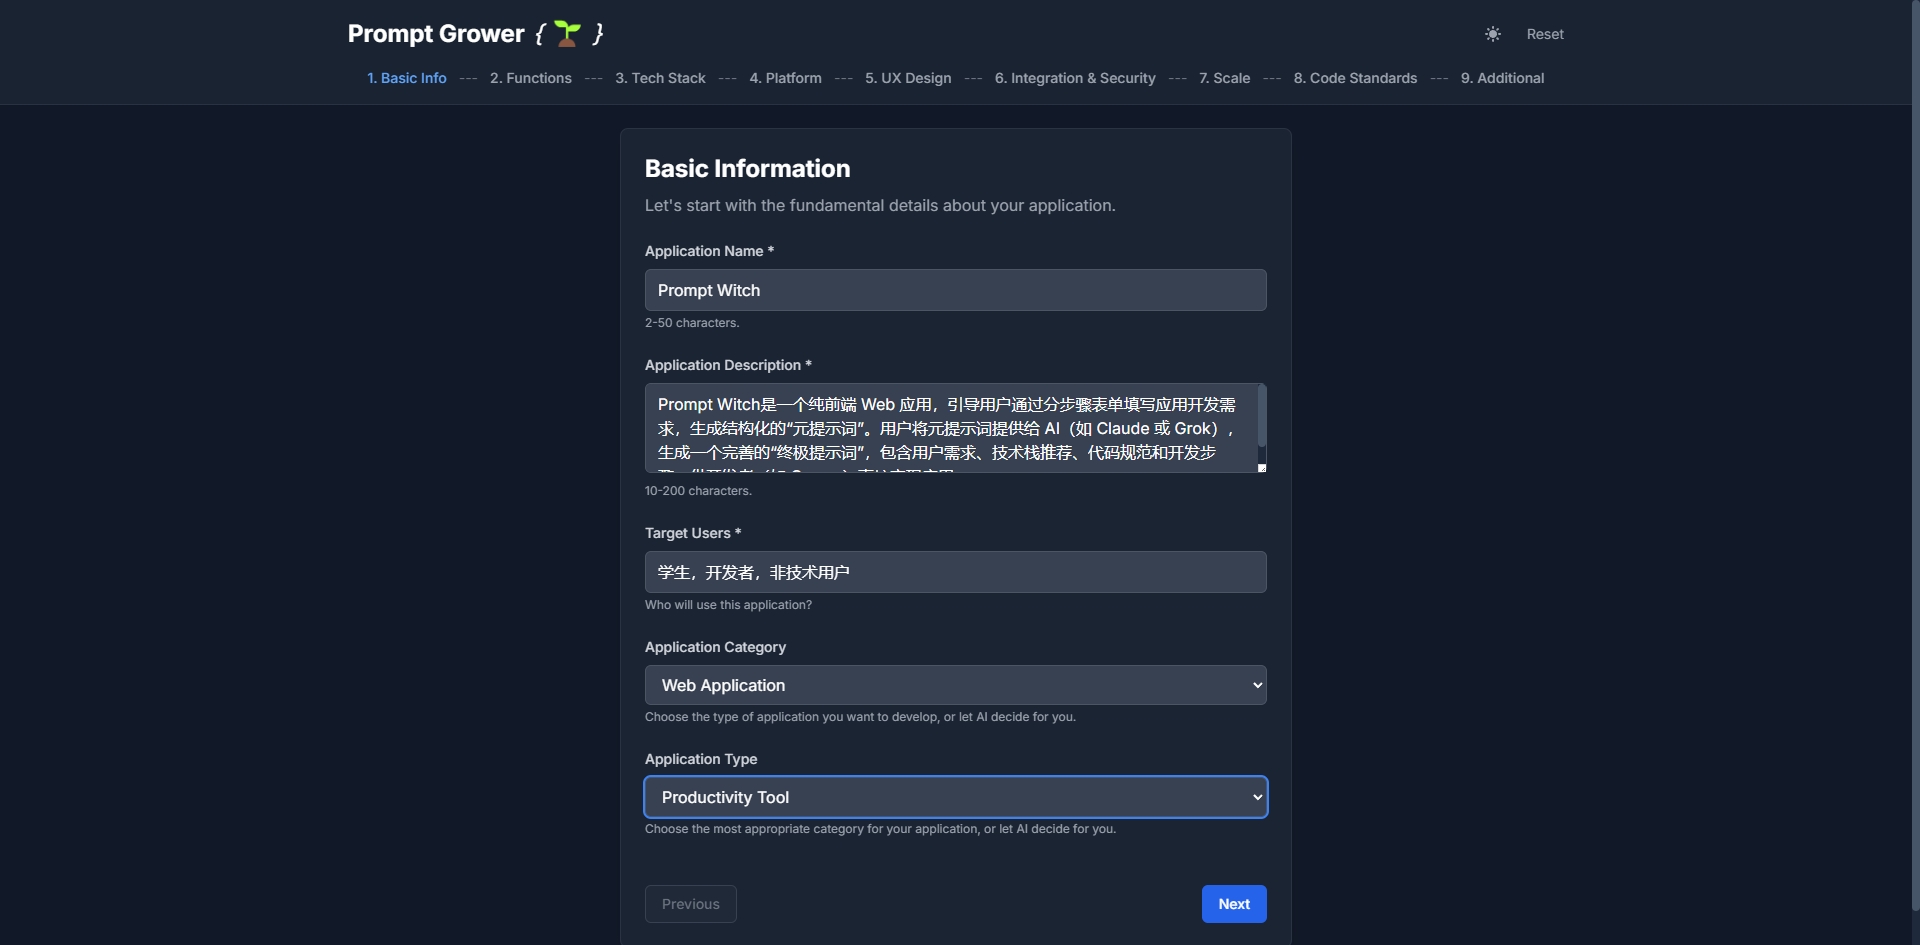 Prompt Grower { 🌱 }
Reset
1. Basic Info --- 2. Functions --- 3. Tech Stack --- 4. Platform --- 5. UX Design --- 6. Integration & Security --- 7. Scale --- 8. Code Standards --- 9. Additional
Basic Information
Let's start with the fundamental details about your application.
Application Name *
Prompt Witch
2-50 characters.
Application Description *
Prompt Witch是一个纯前端 Web 应用，引导用户通过分步骤表单填写应用开发需
求，生成结构化的“元提示词”。用户将元提示词提供给 AI（如 Claude 或 Grok），
生成一个完善的“终极提示词”，包含用户需求、技术栈推荐、代码规范和开发步
10-200 characters.
Target Users *
学生，开发者，非技术用户
Who will use this application?
Application Category
Web Application
Choose the type of application you want to develop, or let AI decide for you.
Application Type
Productivity Tool
Choose the most appropriate category for your application, or let AI decide for you.
Previous
Next